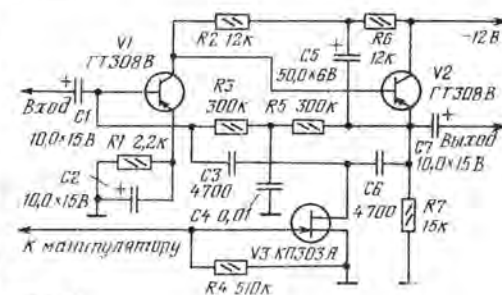 V1
ГТ308В
R2 12к
R6
12к
−12 В
C5
50,0×6В
V2
ГТ308В
Вход
C1
10,0×15 В
R3
300к
R5 300к
Выход
C7
10,0×15В
R1 2,2к
C2
10,0×15В
C3
4700
C6
4700
C4 0,01
R7
15к
К манипулятору
V3 КП303А
R4 510к